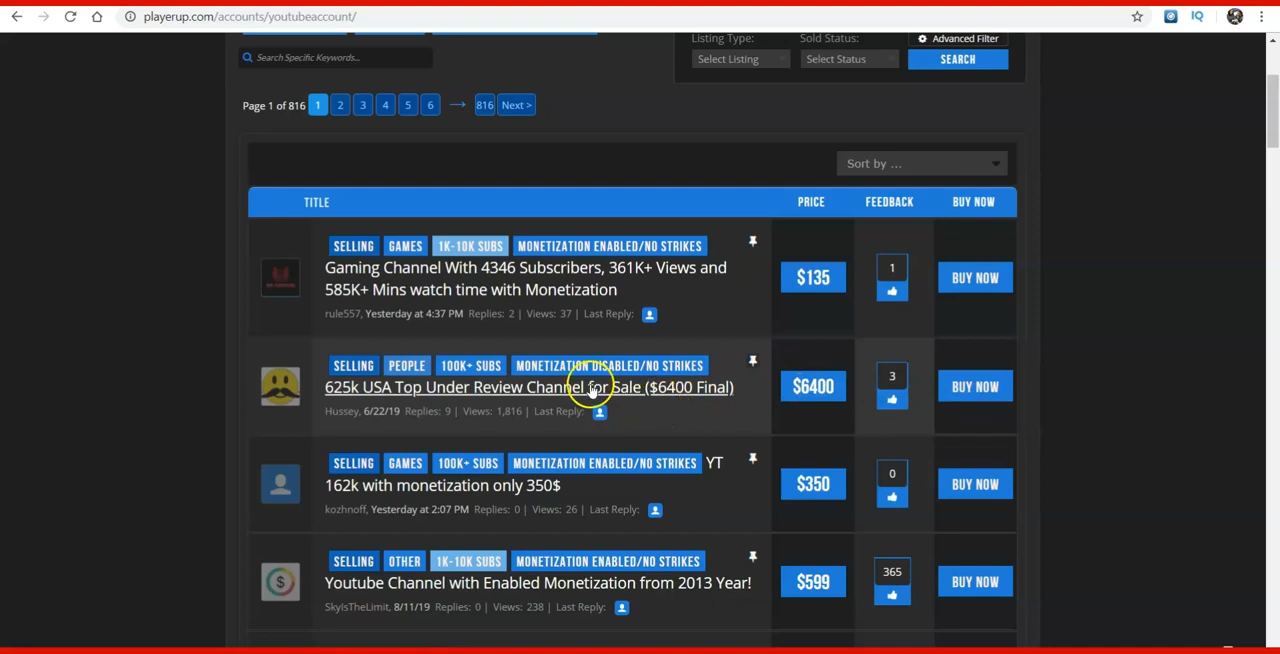 playerup.com/accounts/youtubeaccount/
Listing Type:
Sold Status:
Advanced Filter
Search Specific Keywords...
Select Listing
Select Status
SEARCH
Page 1 of 816 1 2 3 4 5 6 → 816 Next >
Sort by ...
TITLE PRICE FEEDBACK BUY NOW
SELLING GAMES 1K-10K SUBS MONETIZATION ENABLED/NO STRIKES
Gaming Channel With 4346 Subscribers, 361K+ Views and
585K+ Mins watch time with Monetization
rule557, Yesterday at 4:37 PM Replies: 2 | Views: 37 | Last Reply:
$135
1
BUY NOW
SELLING PEOPLE 100K+ SUBS MONETIZATION DISABLED/NO STRIKES
625k USA Top Under Review Channel for Sale ($6400 Final)
Hussey, 6/22/19 Replies: 9 | Views: 1,816 | Last Reply:
$6400
3
BUY NOW
SELLING GAMES 100K+ SUBS MONETIZATION ENABLED/NO STRIKES YT
162k with monetization only 350$
kozhnoff, Yesterday at 2:07 PM Replies: 0 | Views: 26 | Last Reply:
$350
0
BUY NOW
SELLING OTHER 1K-10K SUBS MONETIZATION ENABLED/NO STRIKES
Youtube Channel with Enabled Monetization from 2013 Year!
SkyIsTheLimit, 8/11/19 Replies: 0 | Views: 238 | Last Reply:
$599
365
BUY NOW